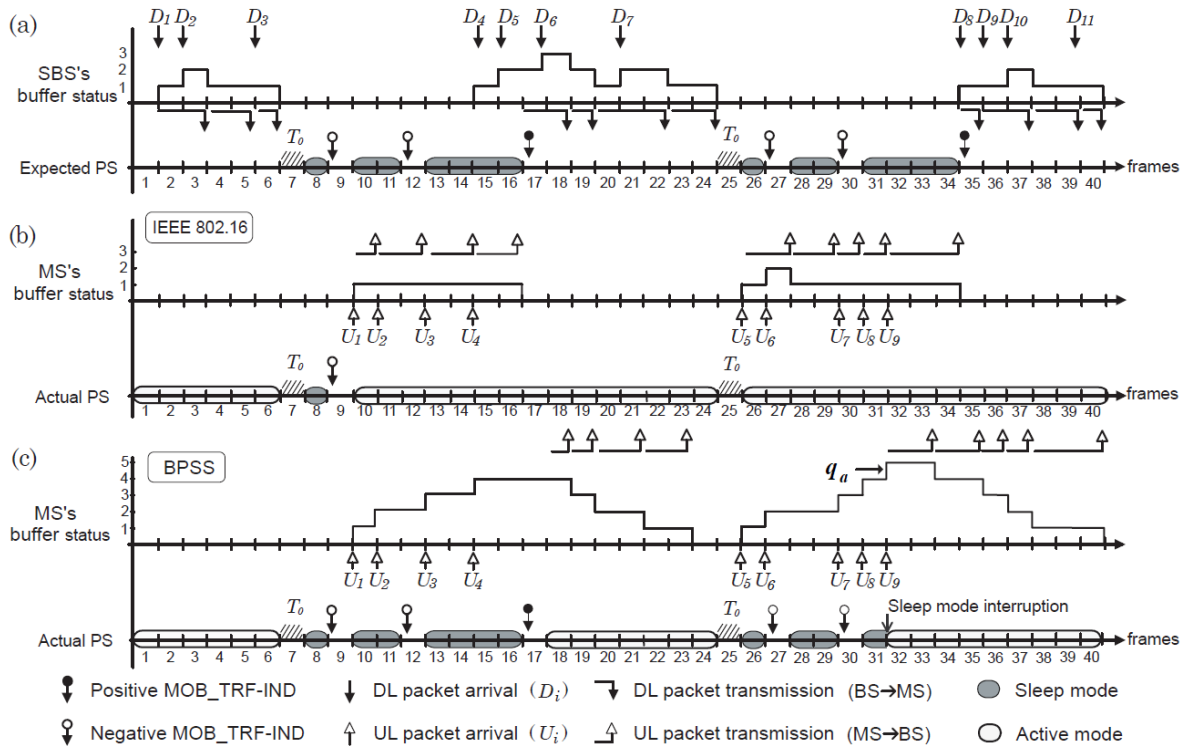 (a)
D1 D2 D3 D4 D5 D6 D7 D8 D9 D10 D11
3
2
1
SBS's
buffer status
T0 T0
Expected PS
frames
1 2 3 4 5 6 7 8 9 10 11 12 13 14 15 16 17 18 19 20 21 22 23 24 25 26 27 28 29 30 31 32 33 34 35 36 37 38 39 40
(b)
IEEE 802.16
3
2
1
MS's
buffer status
U1 U2 U3 U4 U5 U6 U7 U8 U9
T0 T0
Actual PS
frames
1 2 3 4 5 6 7 8 9 10 11 12 13 14 15 16 17 18 19 20 21 22 23 24 25 26 27 28 29 30 31 32 33 34 35 36 37 38 39 40
(c)
BPSS
5
4
3
2
1
qa
MS's
buffer status
U1 U2 U3 U4 U5 U6 U7 U8 U9
T0 T0
Sleep mode interruption
Actual PS
frames
1 2 3 4 5 6 7 8 9 10 11 12 13 14 15 16 17 18 19 20 21 22 23 24 25 26 27 28 29 30 31 32 33 34 35 36 37 38 39 40
Positive MOB_TRF-IND DL packet arrival (Di) DL packet transmission (BS→MS) Sleep mode
Negative MOB_TRF-IND UL packet arrival (Ui) UL packet transmission (MS→BS) Active mode